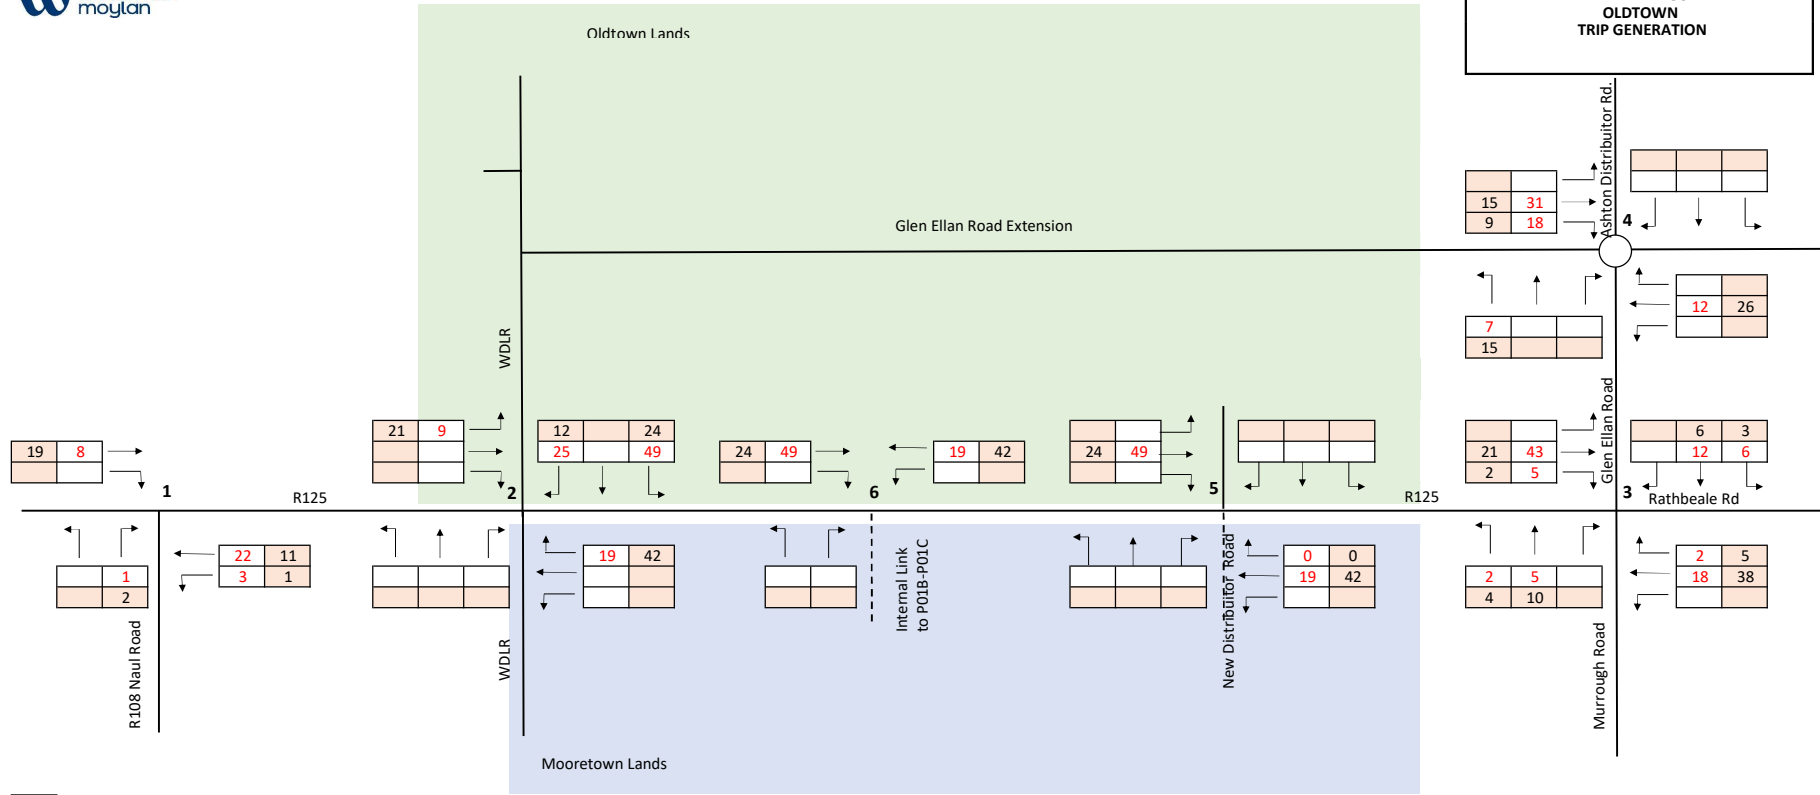 moylan
OLDTOWN
TRIP GENERATION
Oldtown Lands
Ashton Distribuitor Rd.
15 31
9 18
4
Glen Ellan Road Extension
12 26
7
15
WDLR
Glen Ellan Road
19 8
21 9
12 24
25 49
24 49
19 42
24 49
21 43
2 5
6 3
12 6
1
R125
2
6
5
R125
3
Rathbeale Rd
1
2
22 11
3 1
19 42
Internal Link
to P01B-P01C
New Distribuitor Road
0 0
19 42
2 5
4 10
2 5
18 38
R108 Naul Road
WDLR
Murrough Road
Mooretown Lands